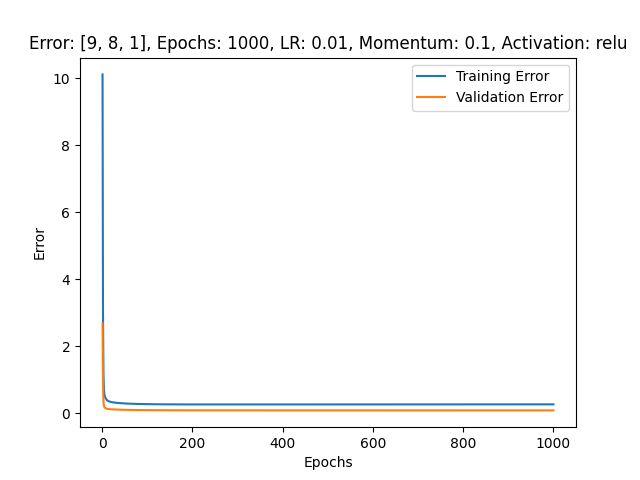 Error: [9, 8, 1], Epochs: 1000, LR: 0.01, Momentum: 0.1, Activation: relu
Training Error
Validation Error
10
8
6
4
2
0
Error
0 200 400 600 800 1000
Epochs